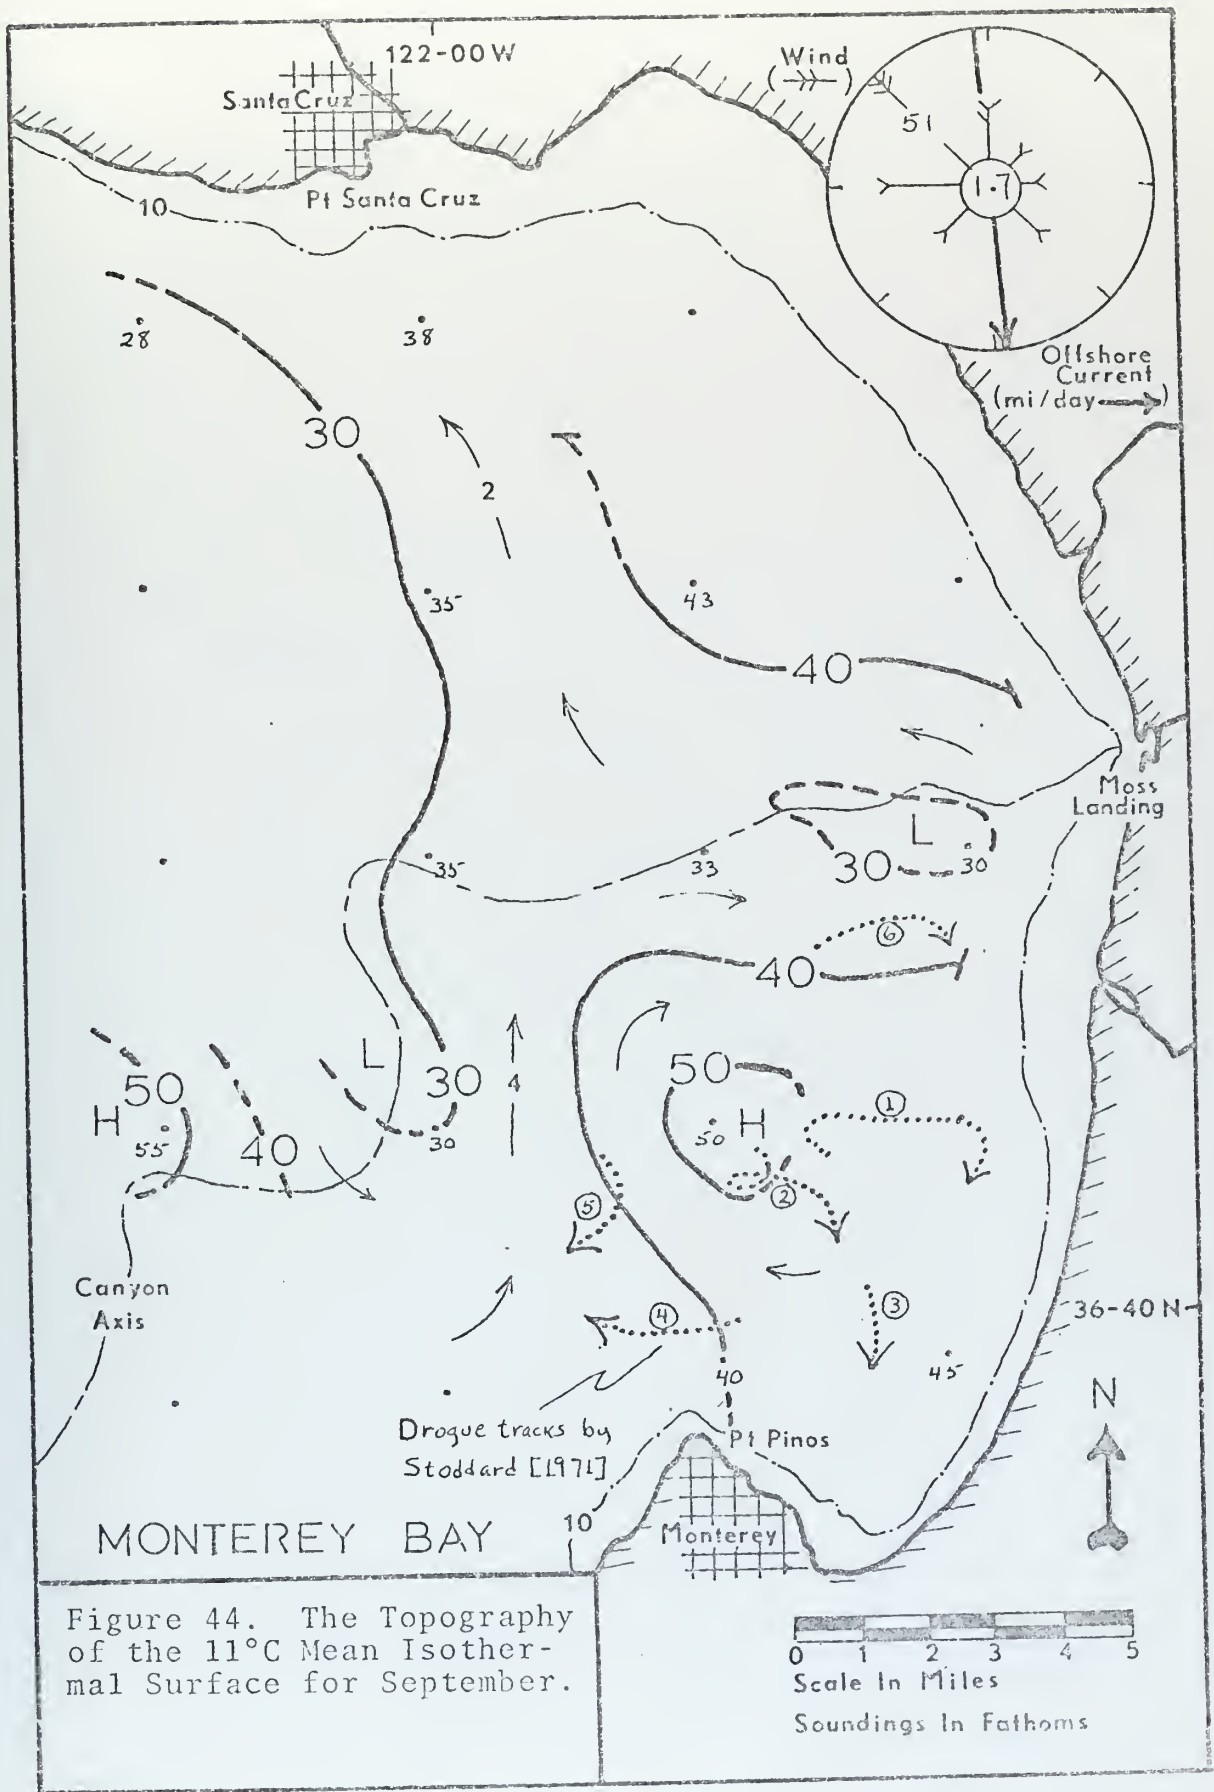 122-00 W
Wind
Santa Cruz
51
Pt Santa Cruz
1.7
10
28
38
Offshore
Current
(mi/day
30
2
35
43
40
Moss
Landing
L
35
33
30
30
6
40
L
50
30
4
50
H
1
H
55
40
30
50
2
5
Canyon
Axis
36-40 N
4
3
40
45
N
Drogue tracks by
Stoddard [1971]
Pt Pinos
10
Monterey
MONTEREY BAY
Figure 44. The Topography
of the 11°C Mean Isother-
mal Surface for September.
0 1 2 3 4 5
Scale In Miles
Soundings In Fathoms